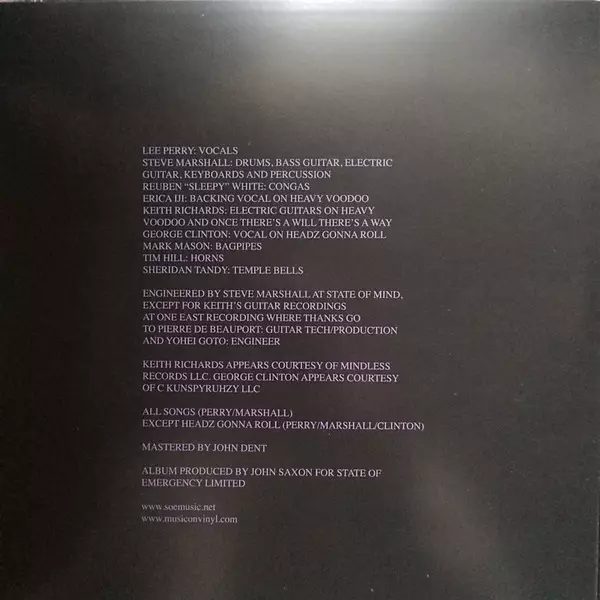 LEE PERRY: VOCALS
STEVE MARSHALL: DRUMS, BASS GUITAR, ELECTRIC
GUITAR, KEYBOARDS AND PERCUSSION
REUBEN “SLEEPY” WHITE: CONGAS
ERICA IJI: BACKING VOCAL ON HEAVY VOODOO
KEITH RICHARDS: ELECTRIC GUITARS ON HEAVY
VOODOO AND ONCE THERE’S A WILL THERE’S A WAY
GEORGE CLINTON: VOCAL ON HEADZ GONNA ROLL
MARK MASON: BAGPIPES
TIM HILL: HORNS
SHERIDAN TANDY: TEMPLE BELLS
ENGINEERED BY STEVE MARSHALL AT STATE OF MIND,
EXCEPT FOR KEITH’S GUITAR RECORDINGS
AT ONE EAST RECORDING WHERE THANKS GO
TO PIERRE DE BEAUPORT: GUITAR TECH/PRODUCTION
AND YOHEI GOTO: ENGINEER
KEITH RICHARDS APPEARS COURTESY OF MINDLESS
RECORDS LLC. GEORGE CLINTON APPEARS COURTESY
OF C KUNSPYRUHZY LLC
ALL SONGS (PERRY/MARSHALL)
EXCEPT HEADZ GONNA ROLL (PERRY/MARSHALL/CLINTON)
MASTERED BY JOHN DENT
ALBUM PRODUCED BY JOHN SAXON FOR STATE OF
EMERGENCY LIMITED
www.soemusic.net
www.musiconvinyl.com